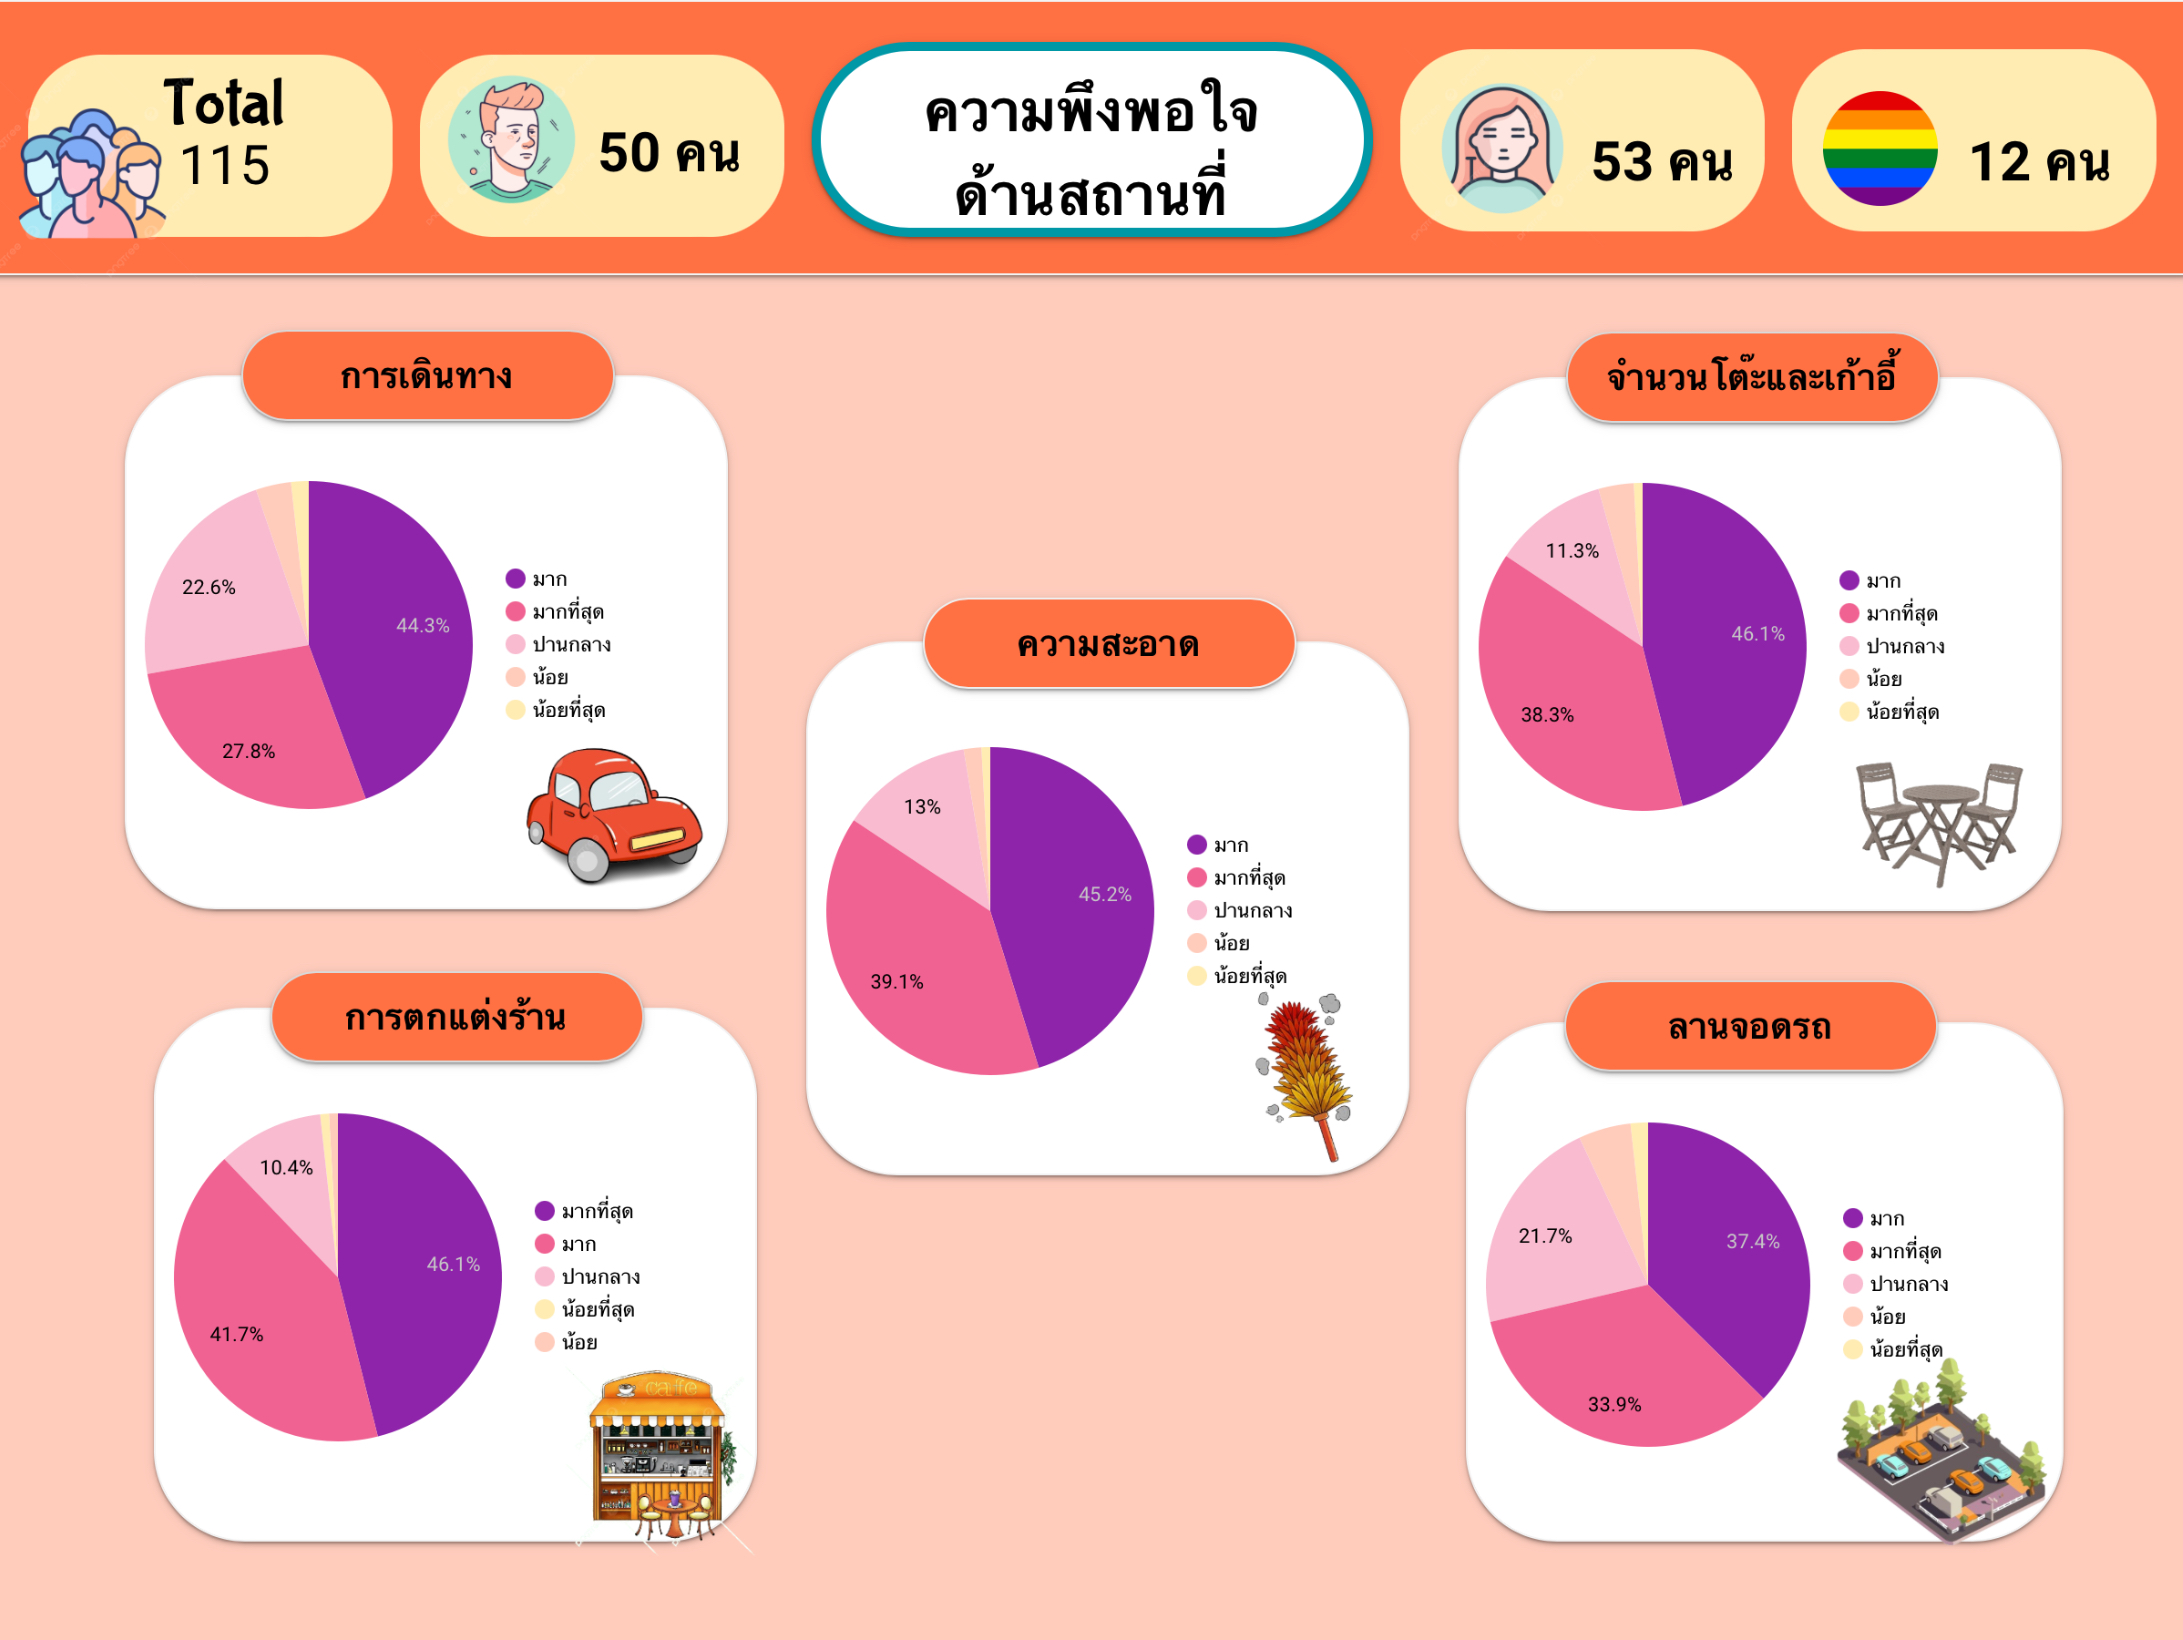 Total
115
50 คน
ความพึงพอใจ
ด้านสถานที่
53 คน
12 คน
การเดินทาง
22.6%
44.3%
27.8%
มาก
มากที่สุด
ปานกลาง
น้อย
น้อยที่สุด
จำนวนโต๊ะและเก้าอี้
11.3%
46.1%
38.3%
มาก
มากที่สุด
ปานกลาง
น้อย
น้อยที่สุด
ความสะอาด
13%
45.2%
39.1%
มาก
มากที่สุด
ปานกลาง
น้อย
น้อยที่สุด
การตกแต่งร้าน
10.4%
46.1%
41.7%
มากที่สุด
มาก
ปานกลาง
น้อยที่สุด
น้อย
cafe
ลานจอดรถ
21.7%
37.4%
33.9%
มาก
มากที่สุด
ปานกลาง
น้อย
น้อยที่สุด